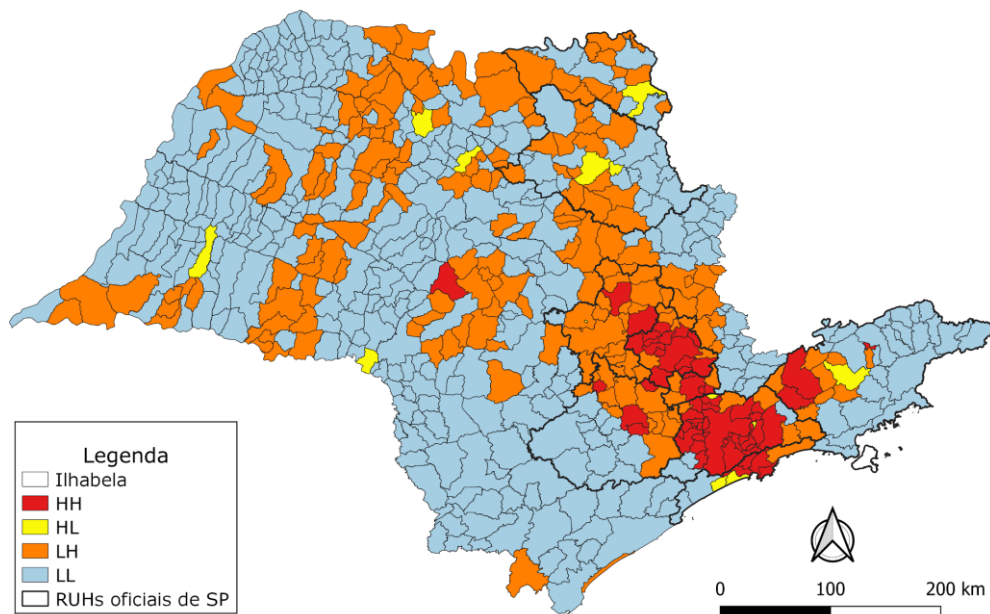 Legenda
Ilhabela
HH
HL
LH
LL
RUHs oficiais de SP
0 100 200 km